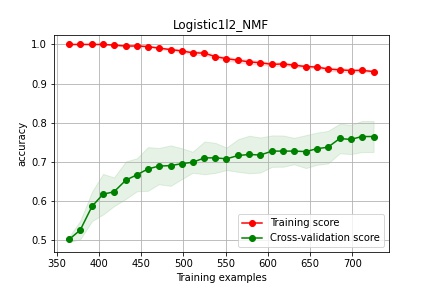 Logistic1l2_NMF
1.0
0.9
0.8
0.7
0.6
0.5
accuracy
350 400 450 500 550 600 650 700
Training examples
Training score
Cross-validation score